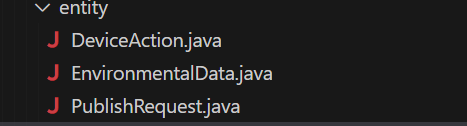 entity
DeviceAction.java
EnvironmentalData.java
PublishRequest.java